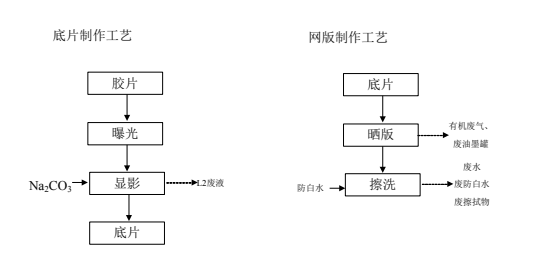 底片制作工艺
网版制作工艺
胶片
曝光
Na₂CO₃
显影
L2废液
底片
底片
晒版
有机废气、
废油墨罐
防白水
擦洗
废水
废防白水
废擦拭物